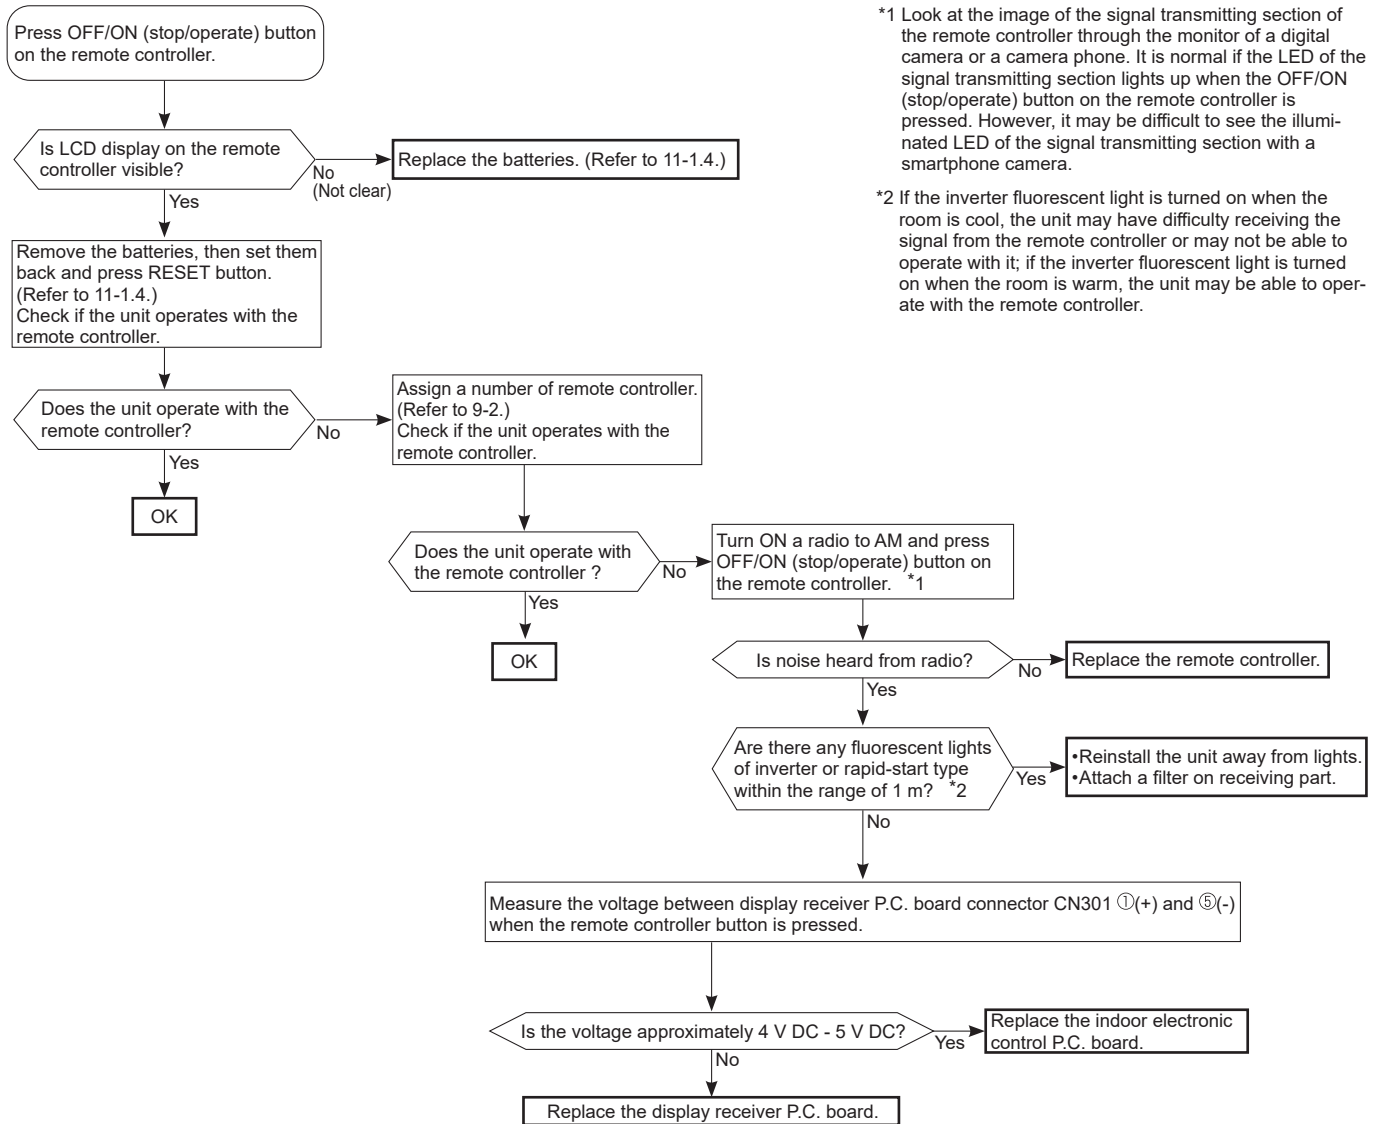 Press OFF/ON (stop/operate) button
on the remote controller.
Is LCD display on the remote
controller visible?
No
(Not clear)
Replace the batteries. (Refer to 11-1.4.)
Yes
Remove the batteries, then set them
back and press RESET button.
(Refer to 11-1.4.)
Check if the unit operates with the
remote controller.
Does the unit operate with the
remote controller?
No
Yes
OK
Assign a number of remote controller.
(Refer to 9-2.)
Check if the unit operates with the
remote controller.
Does the unit operate with
the remote controller ?
No
Yes
OK
Turn ON a radio to AM and press
OFF/ON (stop/operate) button on
the remote controller. *1
Is noise heard from radio?
No
Replace the remote controller.
Yes
Are there any fluorescent lights
of inverter or rapid-start type
within the range of 1 m? *2
Yes
•Reinstall the unit away from lights.
•Attach a filter on receiving part.
No
Measure the voltage between display receiver P.C. board connector CN301 ①(+) and ⑤(-)
when the remote controller button is pressed.
Is the voltage approximately 4 V DC - 5 V DC?
Yes
Replace the indoor electronic
control P.C. board.
No
Replace the display receiver P.C. board.
*1 Look at the image of the signal transmitting section of
the remote controller through the monitor of a digital
camera or a camera phone. It is normal if the LED of the
signal transmitting section lights up when the OFF/ON
(stop/operate) button on the remote controller is
pressed. However, it may be difficult to see the illumi-
nated LED of the signal transmitting section with a
smartphone camera.
*2 If the inverter fluorescent light is turned on when the
room is cool, the unit may have difficulty receiving the
signal from the remote controller or may not be able to
operate with it; if the inverter fluorescent light is turned
on when the room is warm, the unit may be able to oper-
ate with the remote controller.